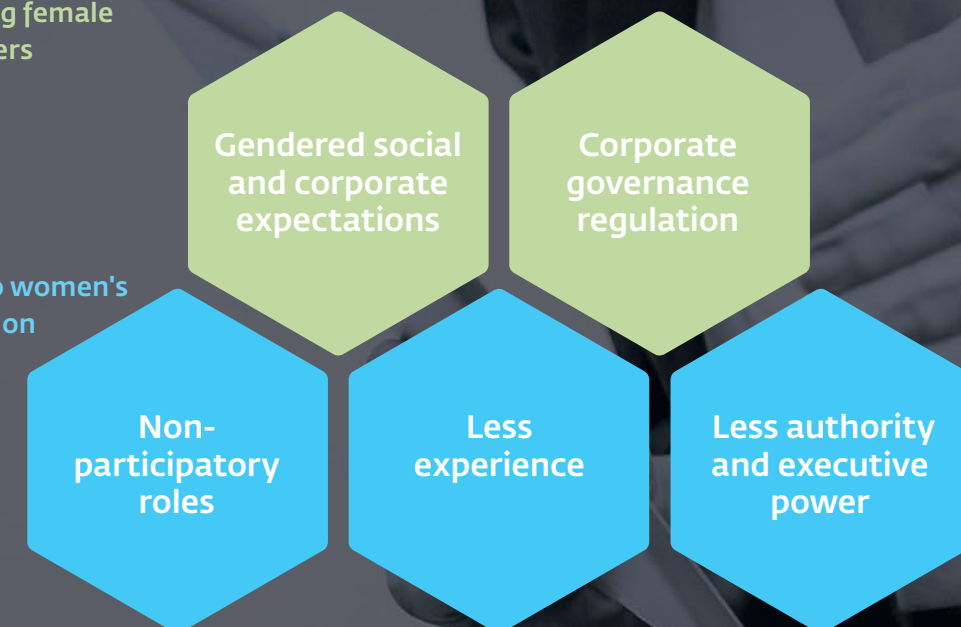 g female
ers
Gendered social
and corporate
expectations
Corporate
governance
regulation
women's
on
Non-
participatory
roles
Less
experience
Less authority
and executive
power